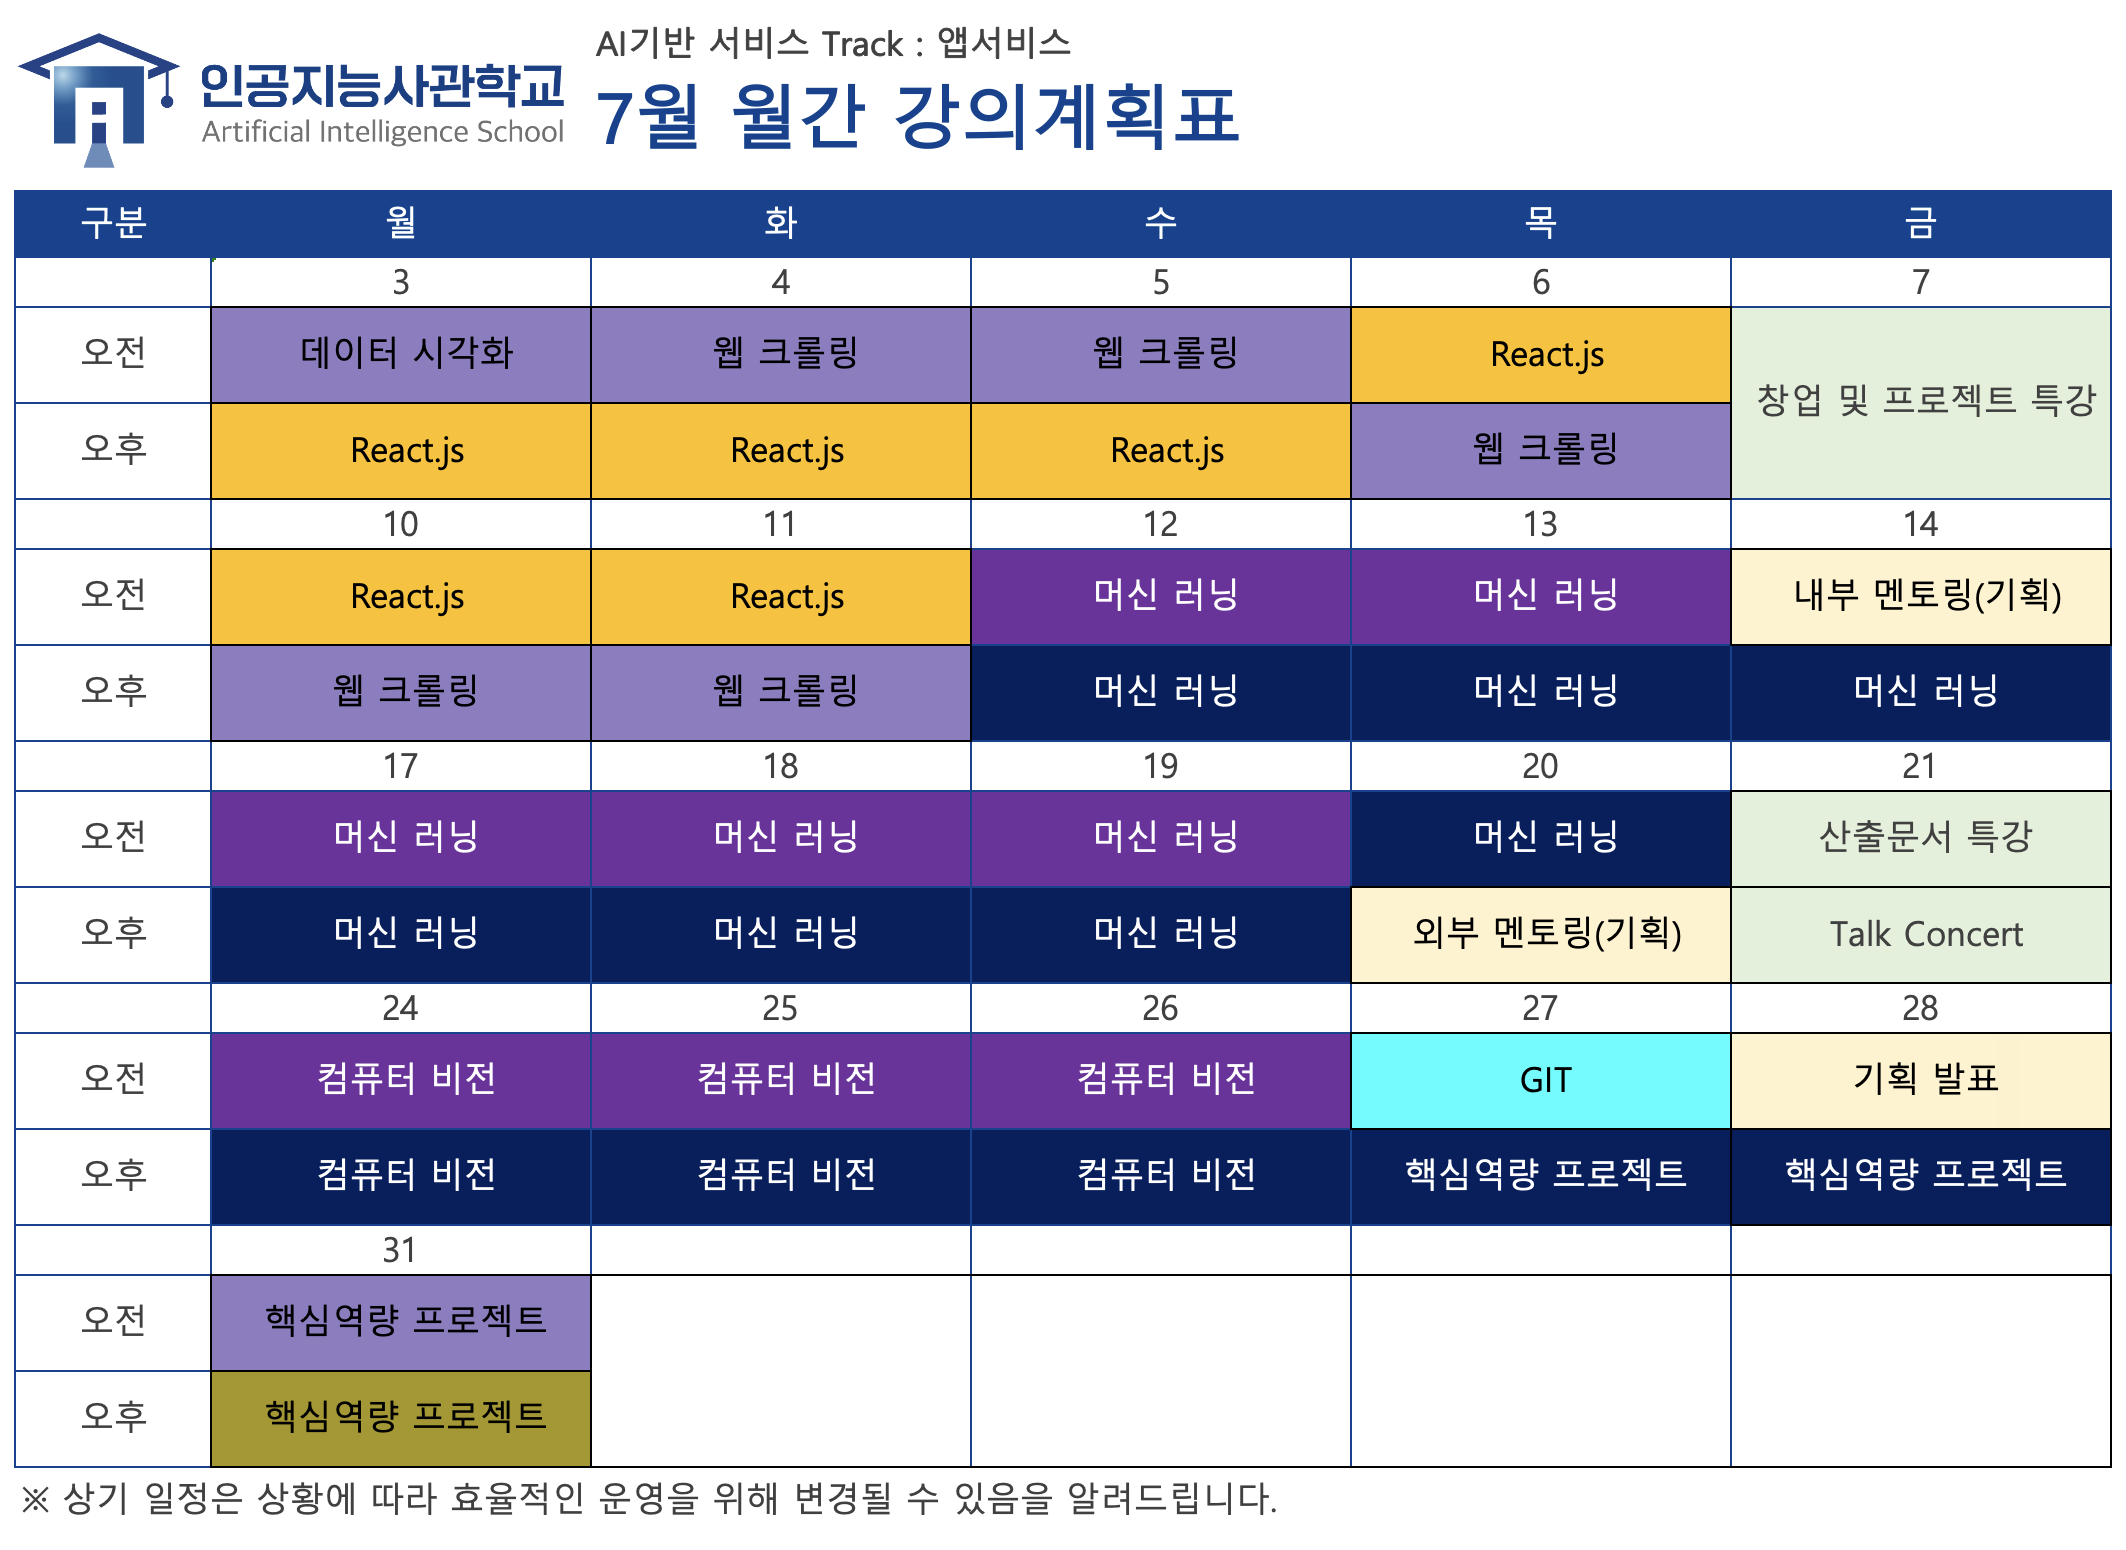 인공지능사관학교
Artificial Intelligence School
AI기반 서비스 Track : 앱서비스
7월 월간 강의계획표
구분 월 화 수 목 금
3 4 5 6 7
오전 데이터 시각화 웹 크롤링 웹 크롤링 React.js 창업 및 프로젝트 특강
오후 React.js React.js React.js 웹 크롤링
10 11 12 13 14
오전 React.js React.js 머신 러닝 머신 러닝 내부 멘토링(기획)
오후 웹 크롤링 웹 크롤링 머신 러닝 머신 러닝 머신 러닝
17 18 19 20 21
오전 머신 러닝 머신 러닝 머신 러닝 머신 러닝 산출문서 특강
오후 머신 러닝 머신 러닝 머신 러닝 외부 멘토링(기획) Talk Concert
24 25 26 27 28
오전 컴퓨터 비전 컴퓨터 비전 컴퓨터 비전 GIT 기획 발표
오후 컴퓨터 비전 컴퓨터 비전 컴퓨터 비전 핵심역량 프로젝트 핵심역량 프로젝트
31
오전 핵심역량 프로젝트
오후 핵심역량 프로젝트
※ 상기 일정은 상황에 따라 효율적인 운영을 위해 변경될 수 있음을 알려드립니다.